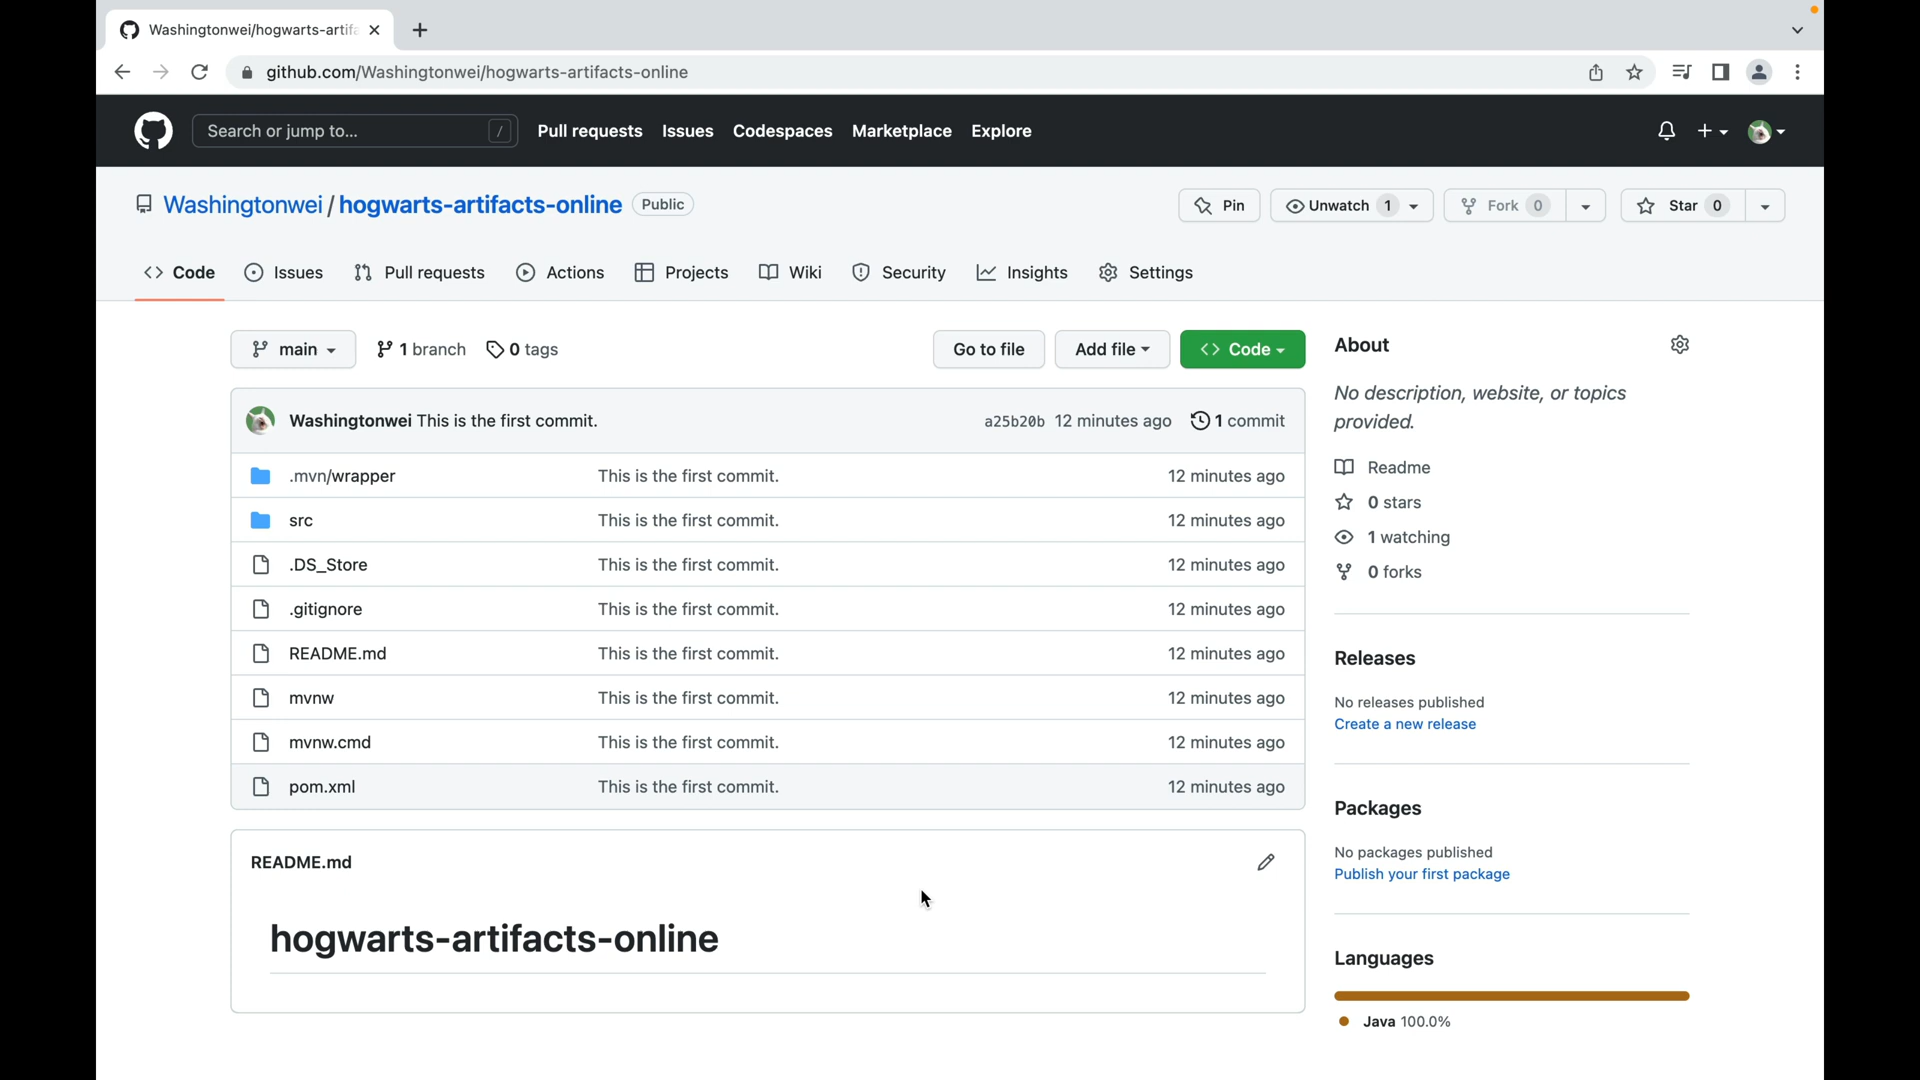 Washingtonwei/hogwarts-artifa
github.com/Washingtonwei/hogwarts-artifacts-online
Search or jump to... / Pull requests Issues Codespaces Marketplace Explore
Washingtonwei / hogwarts-artifacts-online Public Pin Unwatch 1 Fork 0 Star 0
Code Issues Pull requests Actions Projects Wiki Security Insights Settings
main 1 branch 0 tags Go to file Add file Code
Washingtonwei This is the first commit. a25b20b 12 minutes ago 1 commit
.mvn/wrapper This is the first commit. 12 minutes ago
src This is the first commit. 12 minutes ago
.DS_Store This is the first commit. 12 minutes ago
.gitignore This is the first commit. 12 minutes ago
README.md This is the first commit. 12 minutes ago
mvnw This is the first commit. 12 minutes ago
mvnw.cmd This is the first commit. 12 minutes ago
pom.xml This is the first commit. 12 minutes ago
README.md
hogwarts-artifacts-online
About
No description, website, or topics
provided.
Readme
0 stars
1 watching
0 forks
Releases
No releases published
Create a new release
Packages
No packages published
Publish your first package
Languages
Java 100.0%